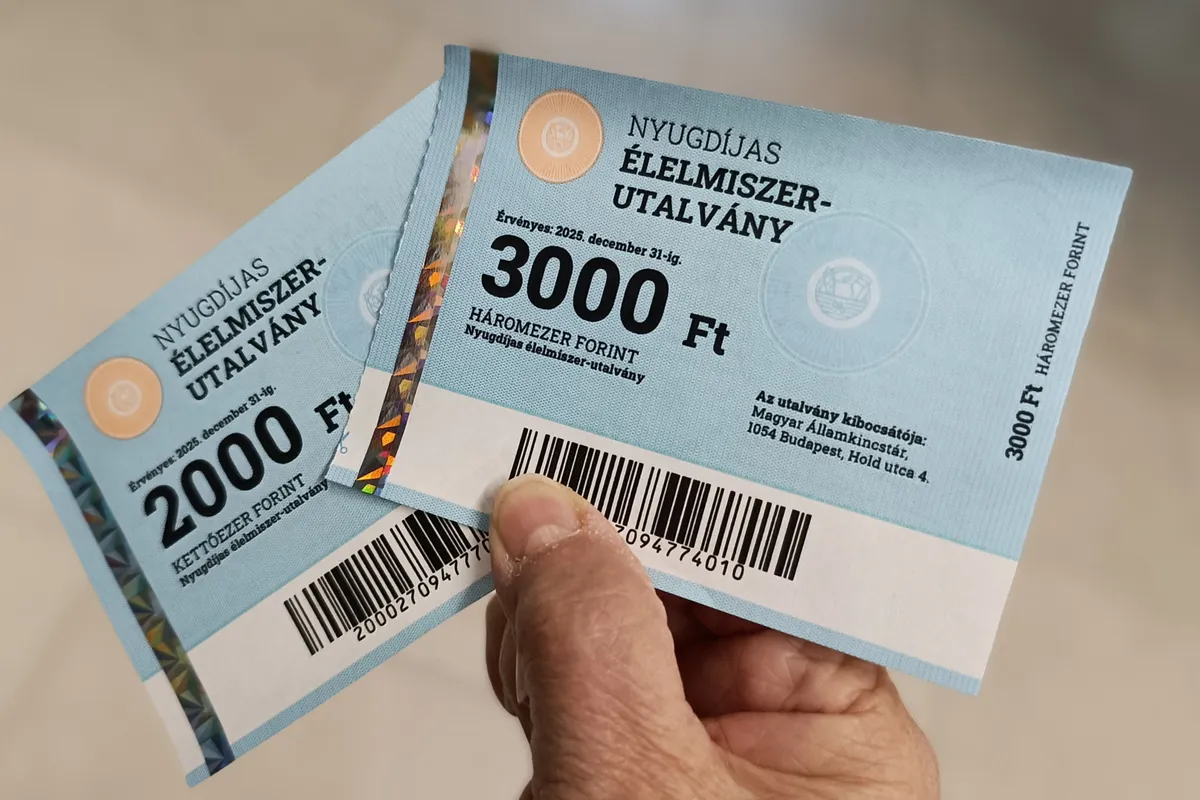 NYUGDÍJAS
ÉLELMISZER-
UTALVÁNY
Érvényes: 2025. december 31-ig.
3000 Ft
HÁROMEZER FORINT
Nyugdíjas élelmiszer-utalvány
Az utalvány kibocsátója:
Magyar Államkincstár,
1054 Budapest, Hold utca 4.
3000 Ft HÁROMEZER FORINT
7094774010
NYUGDÍJAS
ÉLELMISZER-
UTALVÁNY
Érvényes: 2025. december 31-ig.
2000 Ft
KETTŐEZER FORINT
Nyugdíjas élelmiszer-utalvány
2000270947770